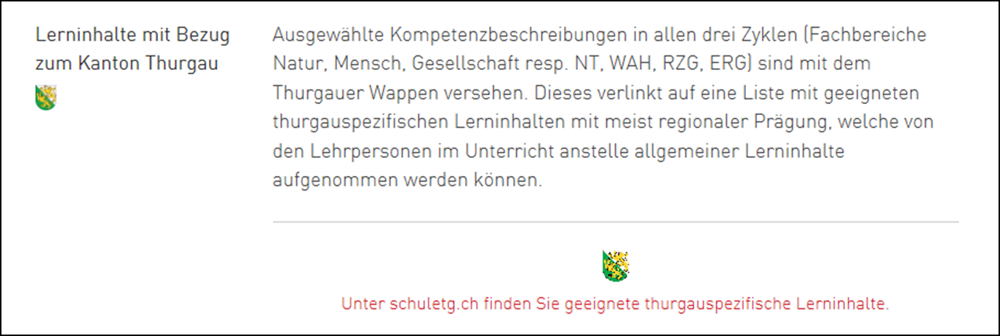 Lerninhalte mit Bezug
zum Kanton Thurgau
Ausgewählte Kompetenzbeschreibungen in allen drei Zyklen (Fachbereiche
Natur, Mensch, Gesellschaft resp. NT, WAH, RZG, ERG) sind mit dem
Thurgauer Wappen versehen. Dieses verlinkt auf eine Liste mit geeigneten
thurgauspezifischen Lerninhalten mit meist regionaler Prägung, welche von
den Lehrpersonen im Unterricht anstelle allgemeiner Lerninhalte
aufgenommen werden können.
Unter schuletg.ch finden Sie geeignete thurgauspezifische Lerninhalte.